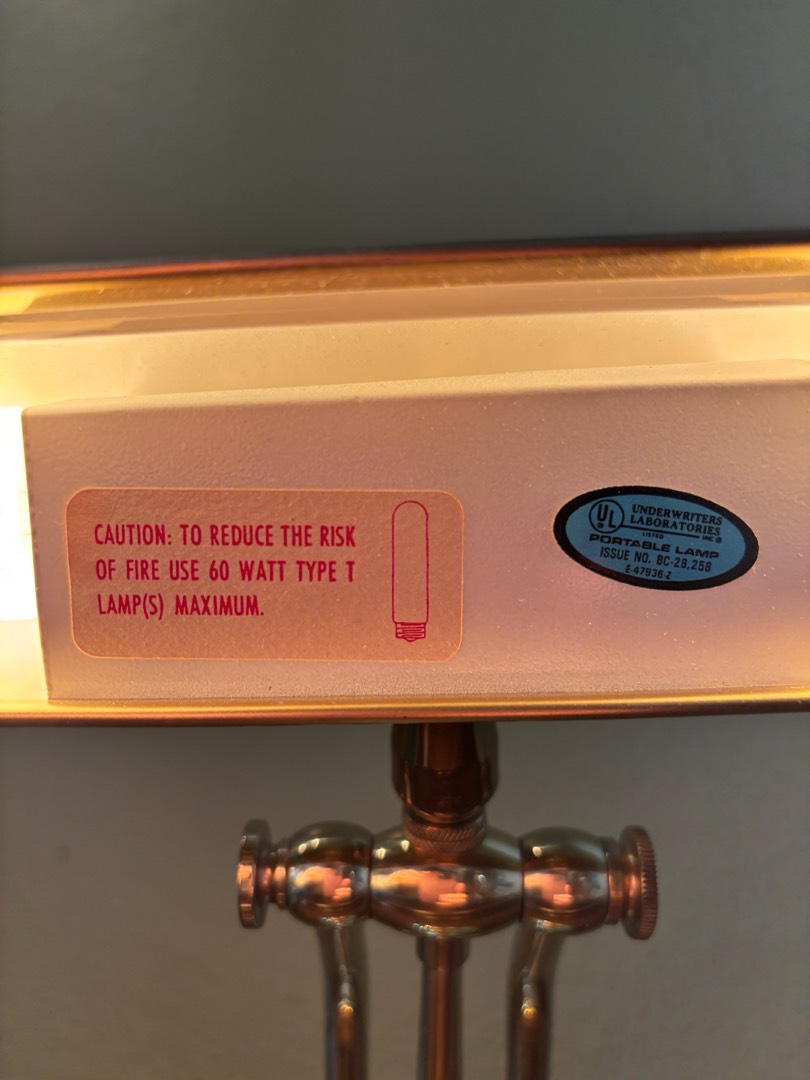 CAUTION: TO REDUCE THE RISK
OF FIRE USE 60 WATT TYPE T
LAMP(S) MAXIMUM.
UL
UNDERWRITERS
LABORATORIES
INC.®
LISTED
PORTABLE LAMP
ISSUE NO. BC-28,258
E-47936-Z